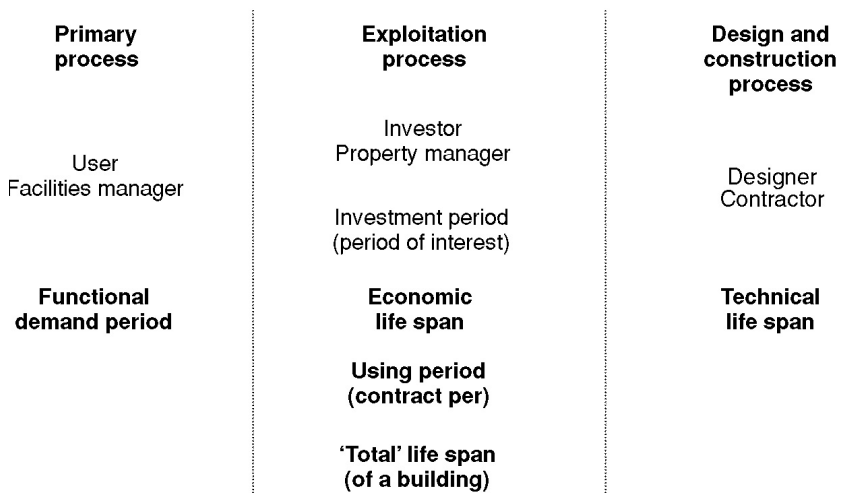 Primary
process
User
Facilities manager
Functional
demand period
Exploitation
process
Investor
Property manager
Investment period
(period of interest)
Economic
life span
Using period
(contract per)
‘Total’ life span
(of a building)
Design and
construction
process
Designer
Contractor
Technical
life span